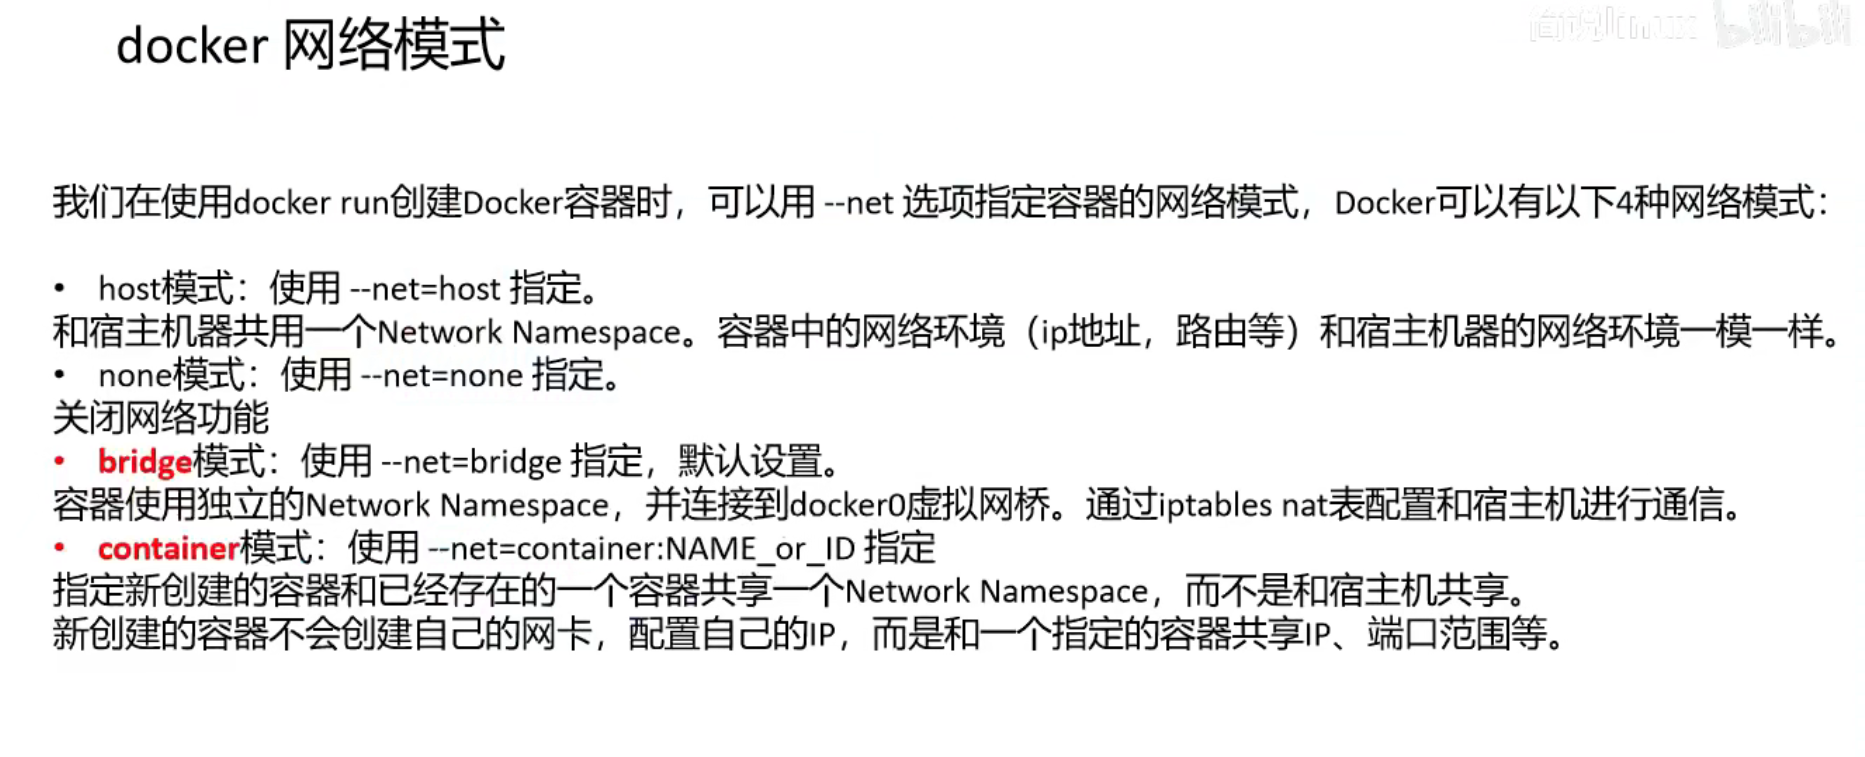 简说linux bilibili
docker 网络模式
我们在使用docker run创建Docker容器时，可以用 --net 选项指定容器的网络模式，Docker可以有以下4种网络模式：
• host模式：使用 --net=host 指定。
和宿主机器共用一个Network Namespace。容器中的网络环境（ip地址，路由等）和宿主机器的网络环境一模一样。
• none模式：使用 --net=none 指定。
关闭网络功能
• bridge模式：使用 --net=bridge 指定，默认设置。
容器使用独立的Network Namespace，并连接到docker0虚拟网桥。通过iptables nat表配置和宿主机进行通信。
• container模式：使用 --net=container:NAME_or_ID 指定
指定新创建的容器和已经存在的一个容器共享一个Network Namespace，而不是和宿主机共享。
新创建的容器不会创建自己的网卡，配置自己的IP，而是和一个指定的容器共享IP、端口范围等。